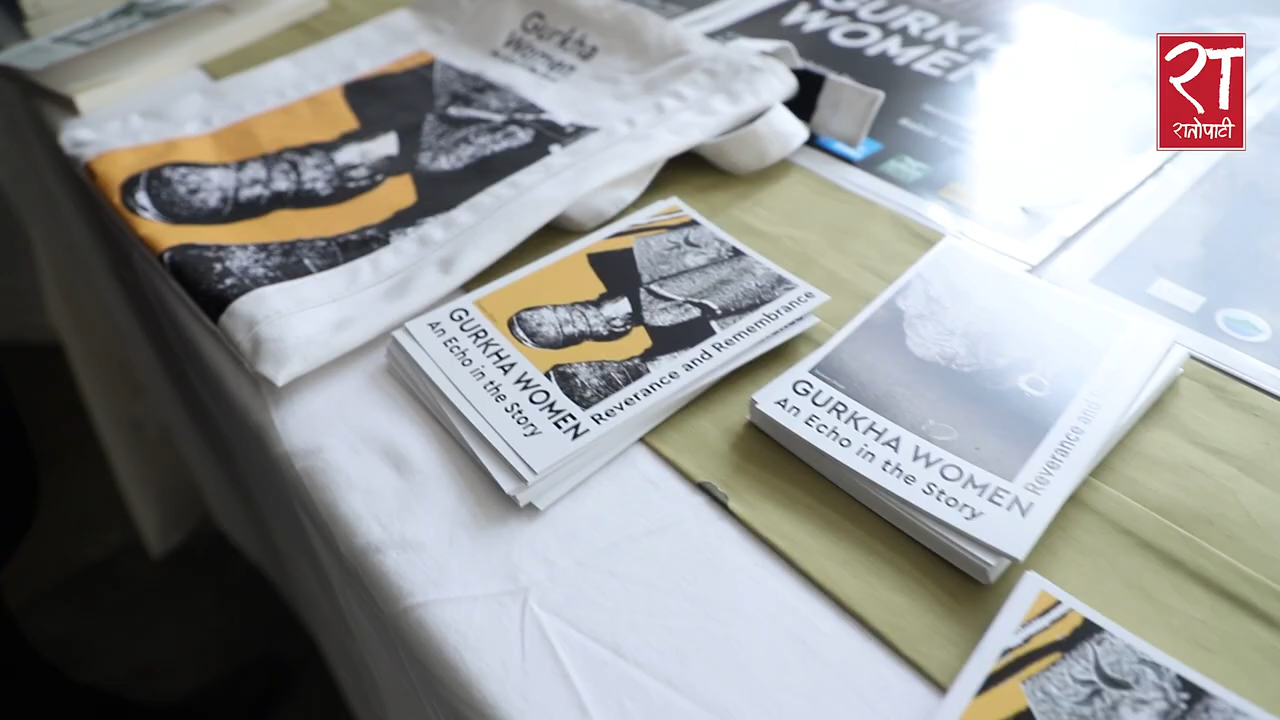 Gurkha
Women
GURKHA
WOMEN
रातोपाटी
GURKHA WOMEN
An Echo in the Story
Reverance and Remembrance
GURKHA WOMEN
An Echo in the Story
Reverance and